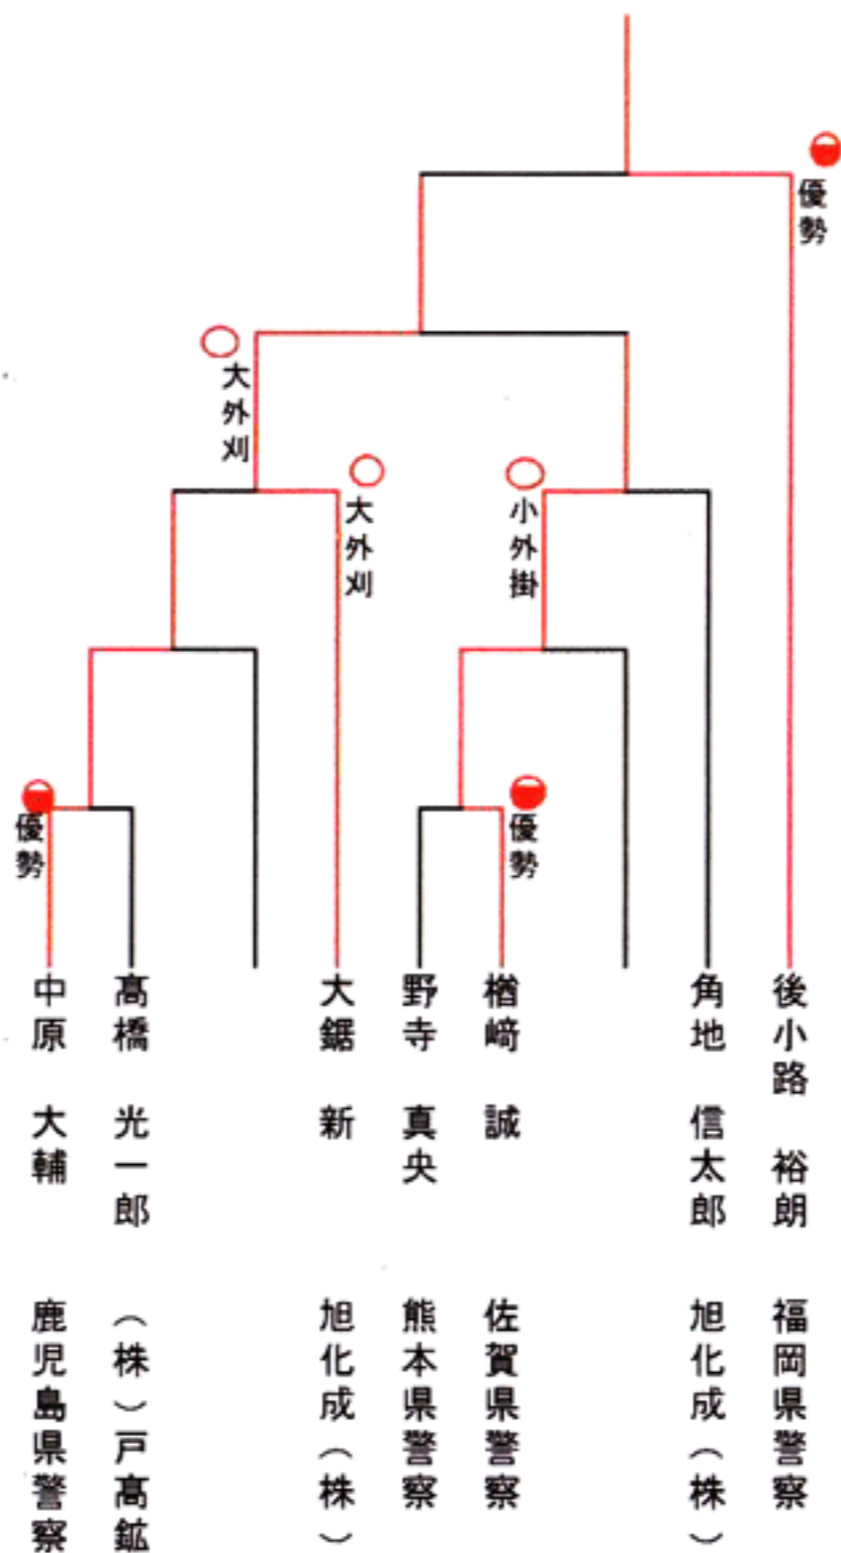 優勢
大外刈
大外刈
小外掛
優勢
優勢
中原 大輔 鹿児島県警察
髙橋 光一郎 （株）戸髙鉱
大鋸 新 旭化成（株）
野寺 真央 熊本県警察
楢﨑 誠 佐賀県警察
角地 信太郎 旭化成（株）
後小路 裕朗 福岡県警察